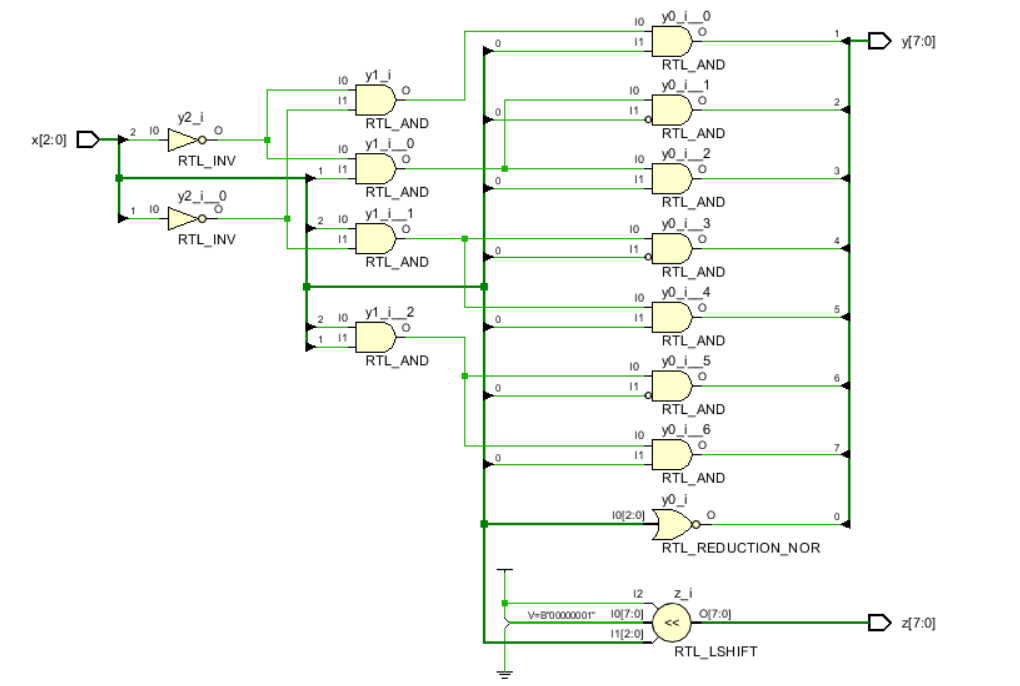 x[2:0]
2 I0 y2_i O
RTL_INV
1 I0 y2_i__0 O
RTL_INV
I0 y1_i O
I1
RTL_AND
I0 y1_i__0 O
1 I1
RTL_AND
2 I0 y1_i__1 O
I1
RTL_AND
2 I0 y1_i__2 O
1 I1
RTL_AND
I0 y0_i__0 O 1
0 I1
RTL_AND
I0 y0_i__1 O 2
0 I1
RTL_AND
I0 y0_i__2 O 3
0 I1
RTL_AND
I0 y0_i__3 O 4
0 I1
RTL_AND
I0 y0_i__4 O 5
0 I1
RTL_AND
I0 y0_i__5 O 6
0 I1
RTL_AND
I0 y0_i__6 O 7
0 I1
RTL_AND
y0_i
I0[2:0] O 0
RTL_REDUCTION_NOR
y[7:0]
I2 z_i
V=B"00000001" I0[7:0] << O[7:0]
I1[2:0]
RTL_LSHIFT
z[7:0]